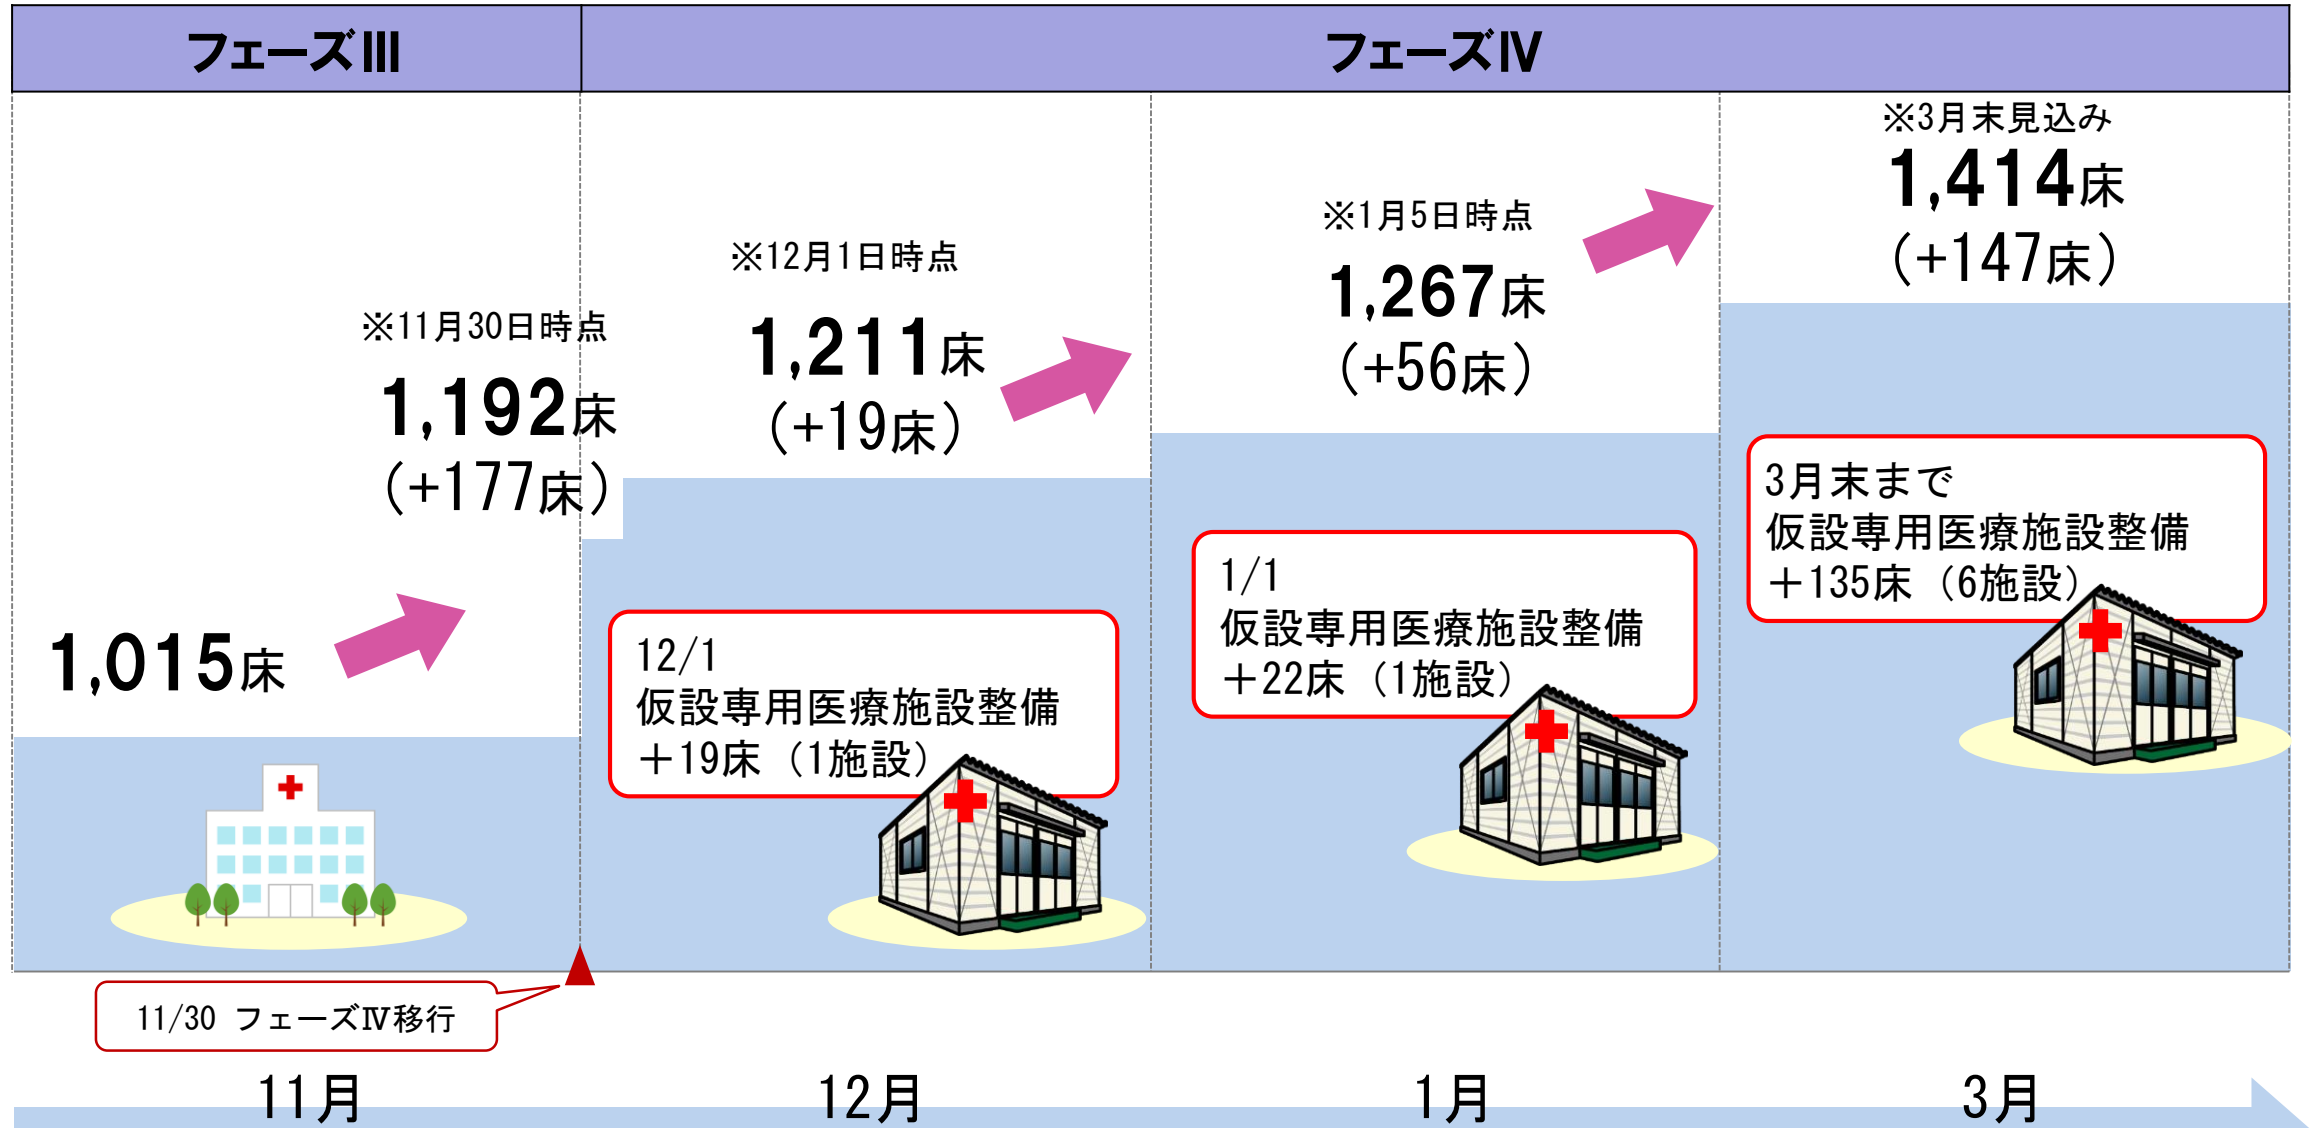 フェーズⅢ
フェーズⅣ
1,015床
※11月30日時点
1,192床
(+177床)
※12月1日時点
1,211床
(+19床)
※1月5日時点
1,267床
(+56床)
※3月末見込み
1,414床
(+147床)
12/1
仮設専用医療施設整備
＋19床（1施設）
1/1
仮設専用医療施設整備
＋22床（1施設）
3月末まで
仮設専用医療施設整備
＋135床（6施設）
11/30 フェーズⅣ移行
11月
12月
1月
3月